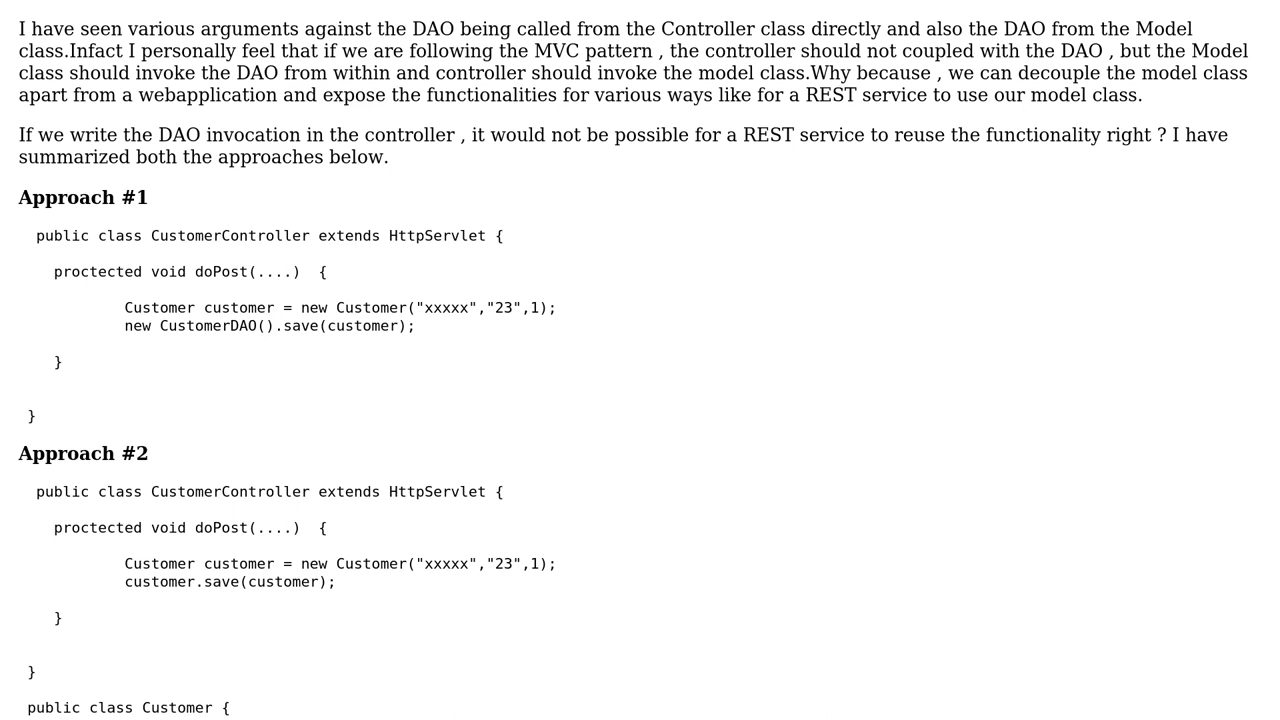 I have seen various arguments against the DAO being called from the Controller class directly and also the DAO from the Model
class.Infact I personally feel that if we are following the MVC pattern , the controller should not coupled with the DAO , but the Model
class should invoke the DAO from within and controller should invoke the model class.Why because , we can decouple the model class
apart from a webapplication and expose the functionalities for various ways like for a REST service to use our model class.
If we write the DAO invocation in the controller , it would not be possible for a REST service to reuse the functionality right ? I have
summarized both the approaches below.
Approach #1
public class CustomerController extends HttpServlet {
proctected void doPost(....)  {
Customer customer = new Customer("xxxxx","23",1);
new CustomerDAO().save(customer);
}
}
Approach #2
public class CustomerController extends HttpServlet {
proctected void doPost(....)  {
Customer customer = new Customer("xxxxx","23",1);
customer.save(customer);
}
}
public class Customer {